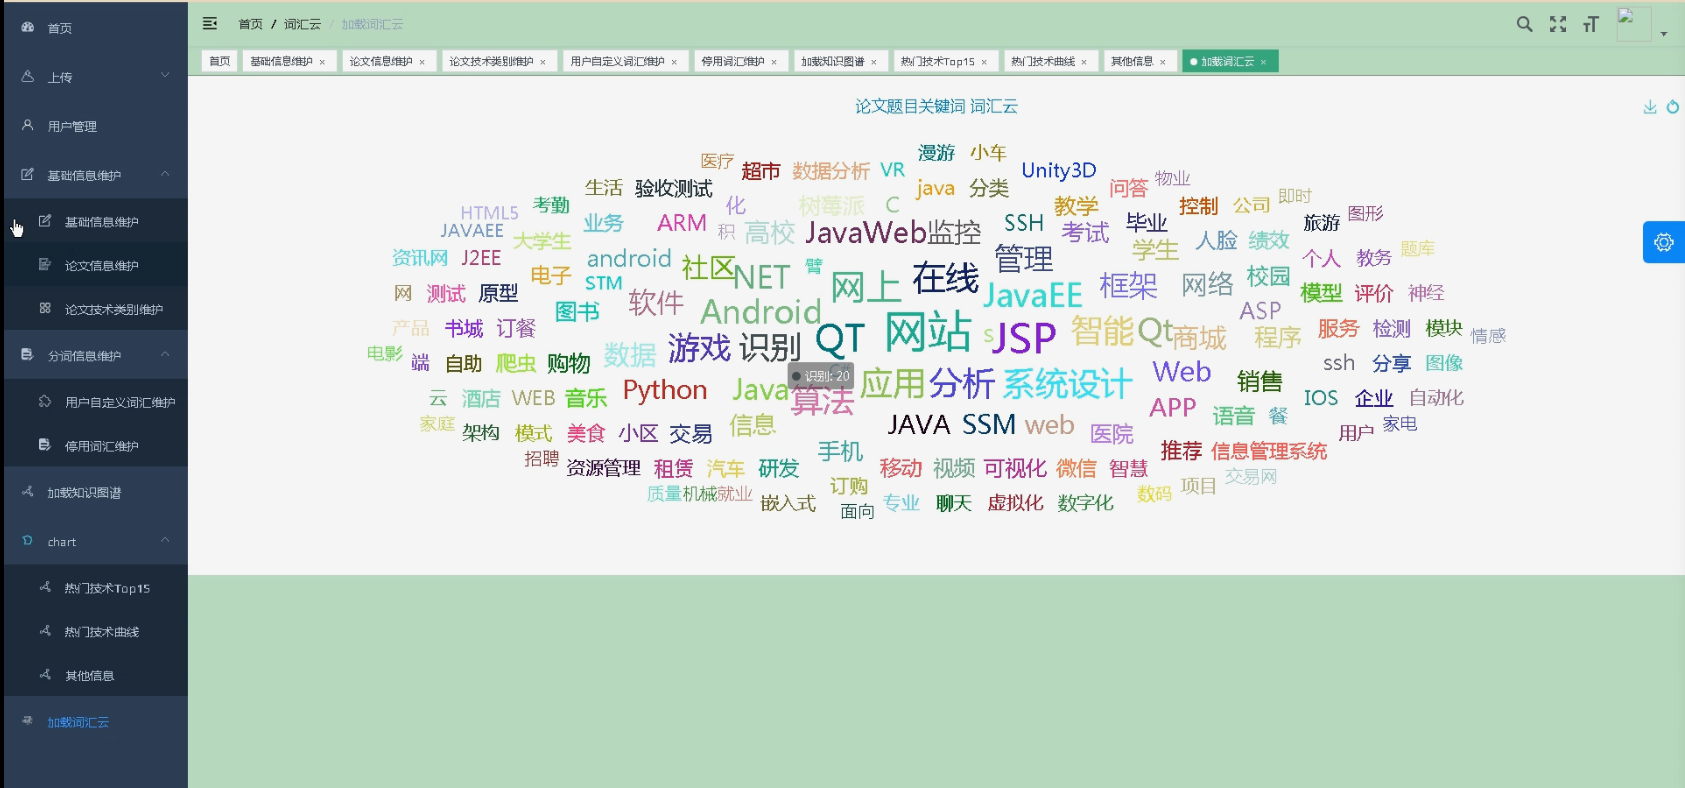 首页
上传
用户管理
基础信息维护
基础信息维护
论文信息维护
论文技术类别维护
分词信息维护
用户自定义词汇维护
停用词汇维护
加载知识图谱
chart
热门技术Top15
热门技术曲线
其他信息
加载词汇云
首页 / 词汇云 / 加载词汇云
首页 基础信息维护 × 论文信息维护 × 论文技术类别维护 × 用户自定义词汇维护 × 停用词汇维护 × 加载知识图谱 × 热门技术Top15 × 热门技术曲线 × 其他信息 × 加载词汇云 ×
论文题目关键词 词汇云
漫游 小车
医疗 超市 数据分析 VR Unity3D
生活 验收测试 java 分类 问答 物业
HTML5 考勤 化 树莓派 C 教学 控制 公司 即时
JAVAEE 业务 ARM 积 高校 JavaWeb 监控 SSH 考试 毕业 旅游 图形
资讯网 J2EE 大学生 android 社区 臂 管理 学生 人脸 绩效 个人 教务 题库
网 测试 原型 电子 STM 软件 NET 网上 在线 JavaEE 框架 网络 校园 模型 评价 神经
产品 书城 订餐 图书 Android ASP
电影 端 自助 爬虫 购物 数据 游戏 识别 QT 网站 s JSP 智能 Qt 商城 程序 服务 检测 模块 情感
识别: 20
云 酒店 WEB 音乐 Python Java 算法 应用 分析 系统设计 Web 销售 ssh 分享 图像
家庭 架构 模式 美食 小区 交易 信息 JAVA SSM web 医院 APP 语音 餐 IOS 企业 自动化
招聘 资源管理 租赁 汽车 研发 手机 移动 视频 可视化 微信 智慧 推荐 信息管理系统 用户 家电
质量 机械 就业 嵌入式 订购 面向 专业 聊天 虚拟化 数字化 数码 项目 交易网